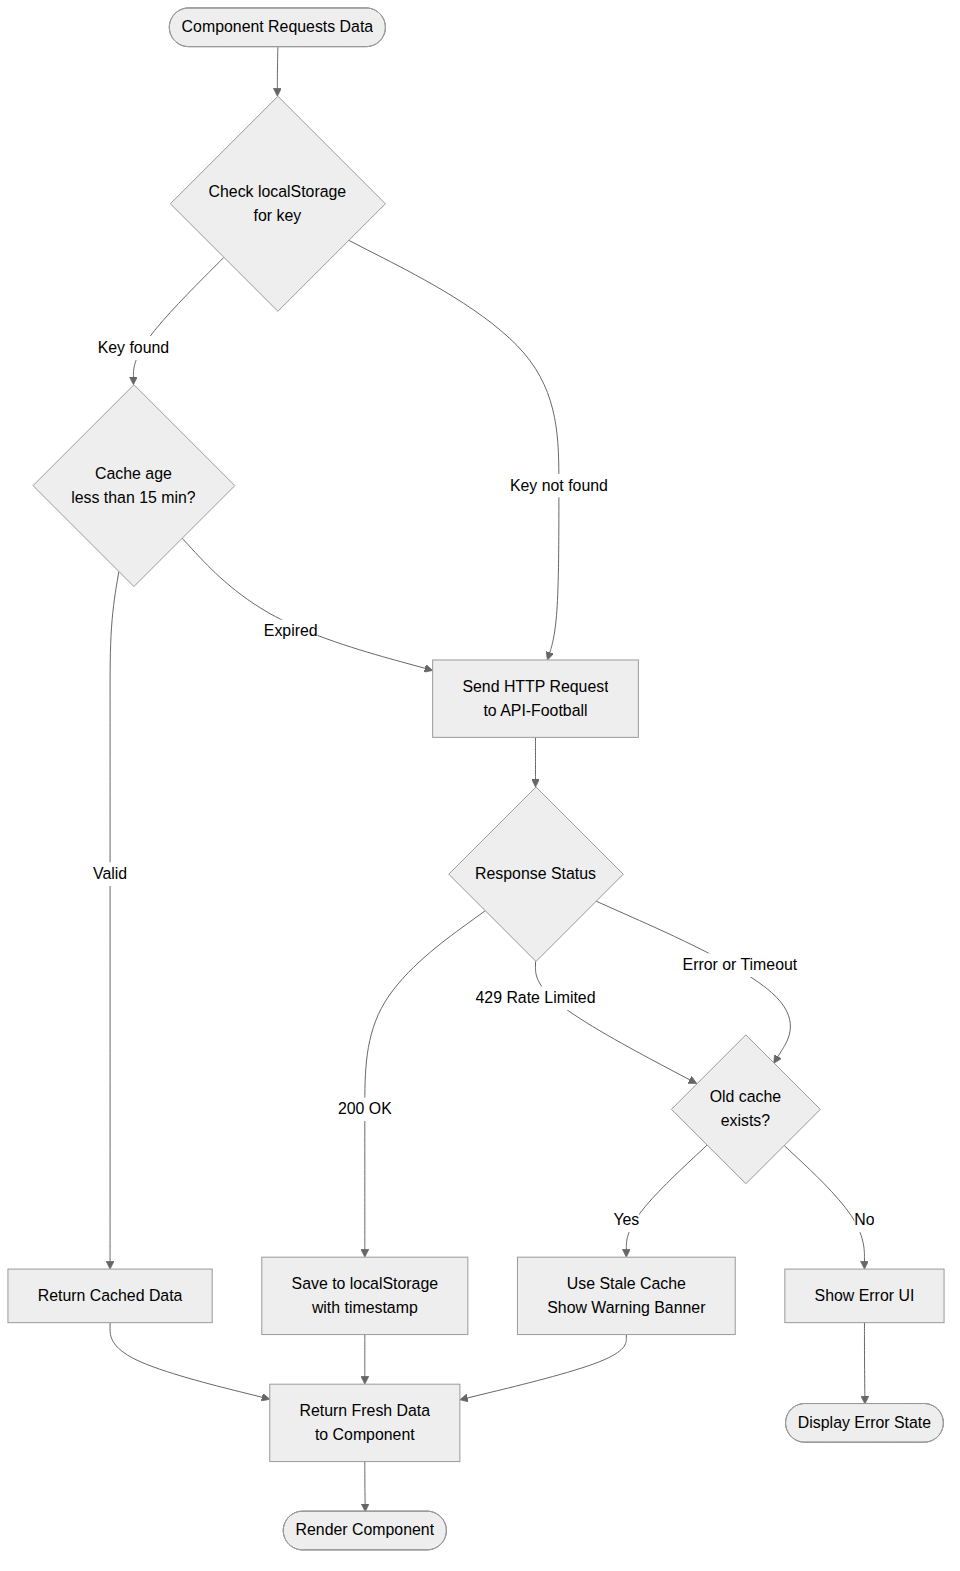 Component Requests Data
Check localStorage
for key
Key found
Cache age
less than 15 min?
Key not found
Expired
Send HTTP Request
to API-Football
Valid
Response Status
Error or Timeout
429 Rate Limited
200 OK
Old cache
exists?
Yes
No
Return Cached Data
Save to localStorage
with timestamp
Use Stale Cache
Show Warning Banner
Show Error UI
Return Fresh Data
to Component
Display Error State
Render Component